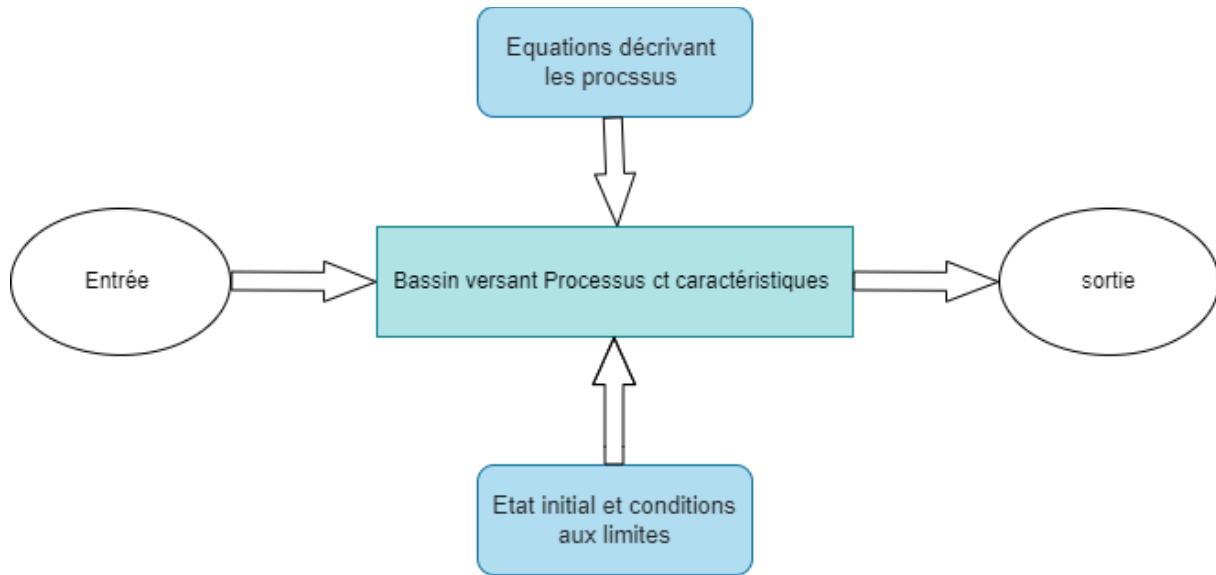 Equations décrivant
les procssus
Entrée
Bassin versant Processus ct caractéristiques
sortie
Etat initial et conditions
aux limites